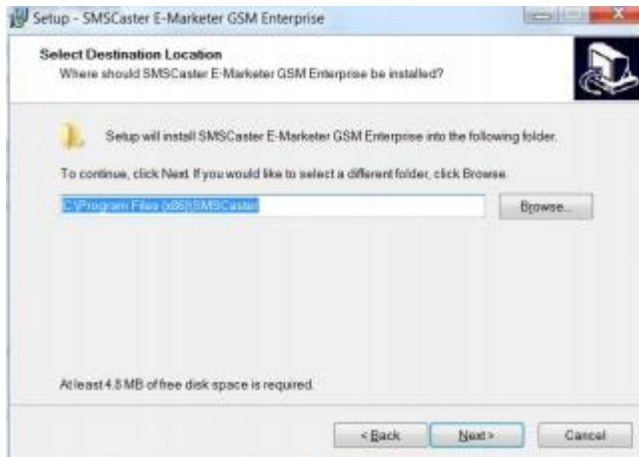 Setup - SMSCaster E-Marketer GSM Enterprise
Select Destination Location
Where should SMSCaster E-Marketer GSM Enterprise be installed?
Setup will install SMSCaster E-Marketer GSM Enterprise into the following folder.
To continue, click Next. If you would like to select a different folder, click Browse.
C:\Program Files (x86)\SMSCaster
Browse...
At least 4.8 MB of free disk space is required.
< Back
Next >
Cancel